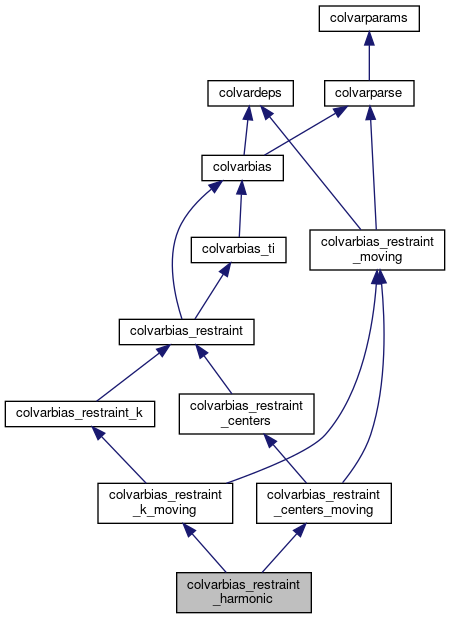 colvarparams
colvardeps
colvarparse
colvarbias
colvarbias_ti
colvarbias_restraint
_moving
colvarbias_restraint
colvarbias_restraint_k
colvarbias_restraint
_centers
colvarbias_restraint
_k_moving
colvarbias_restraint
_centers_moving
colvarbias_restraint
_harmonic